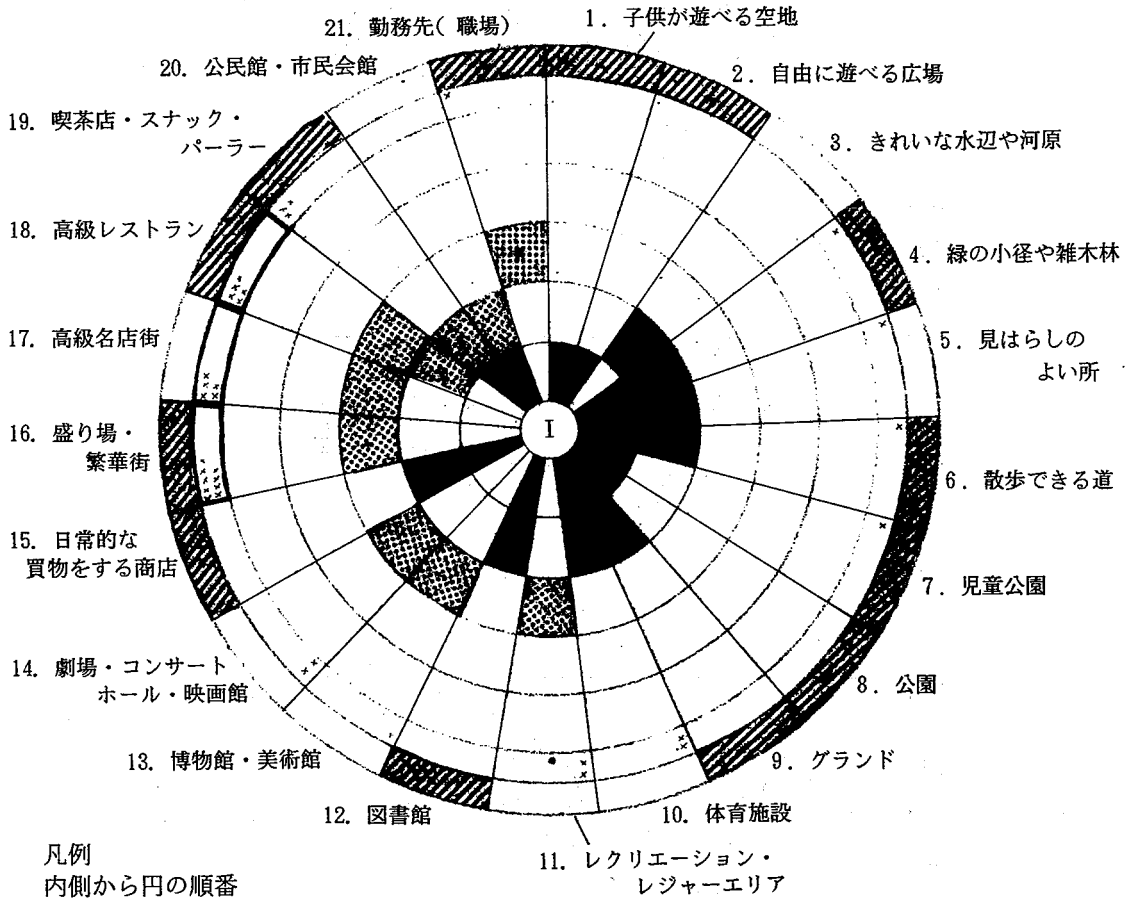 1. 子供が遊べる空地
2. 自由に遊べる広場
3. きれいな水辺や河原
4. 緑の小径や雑木林
5. 見はらしの
よい所
6. 散歩できる道
7. 児童公園
8. 公園
9. グランド
10. 体育施設
11. レクリエーション・
レジャーエリア
12. 図書館
13. 博物館・美術館
14. 劇場・コンサート
ホール・映画館
15. 日常的な
買物をする商店
16. 盛り場・
繁華街
17. 高級名店街
18. 高級レストラン
19. 喫茶店・スナック・
パーラー
20. 公民館・市民会館
21. 勤務先(職場)
I
凡例
内側から円の順番